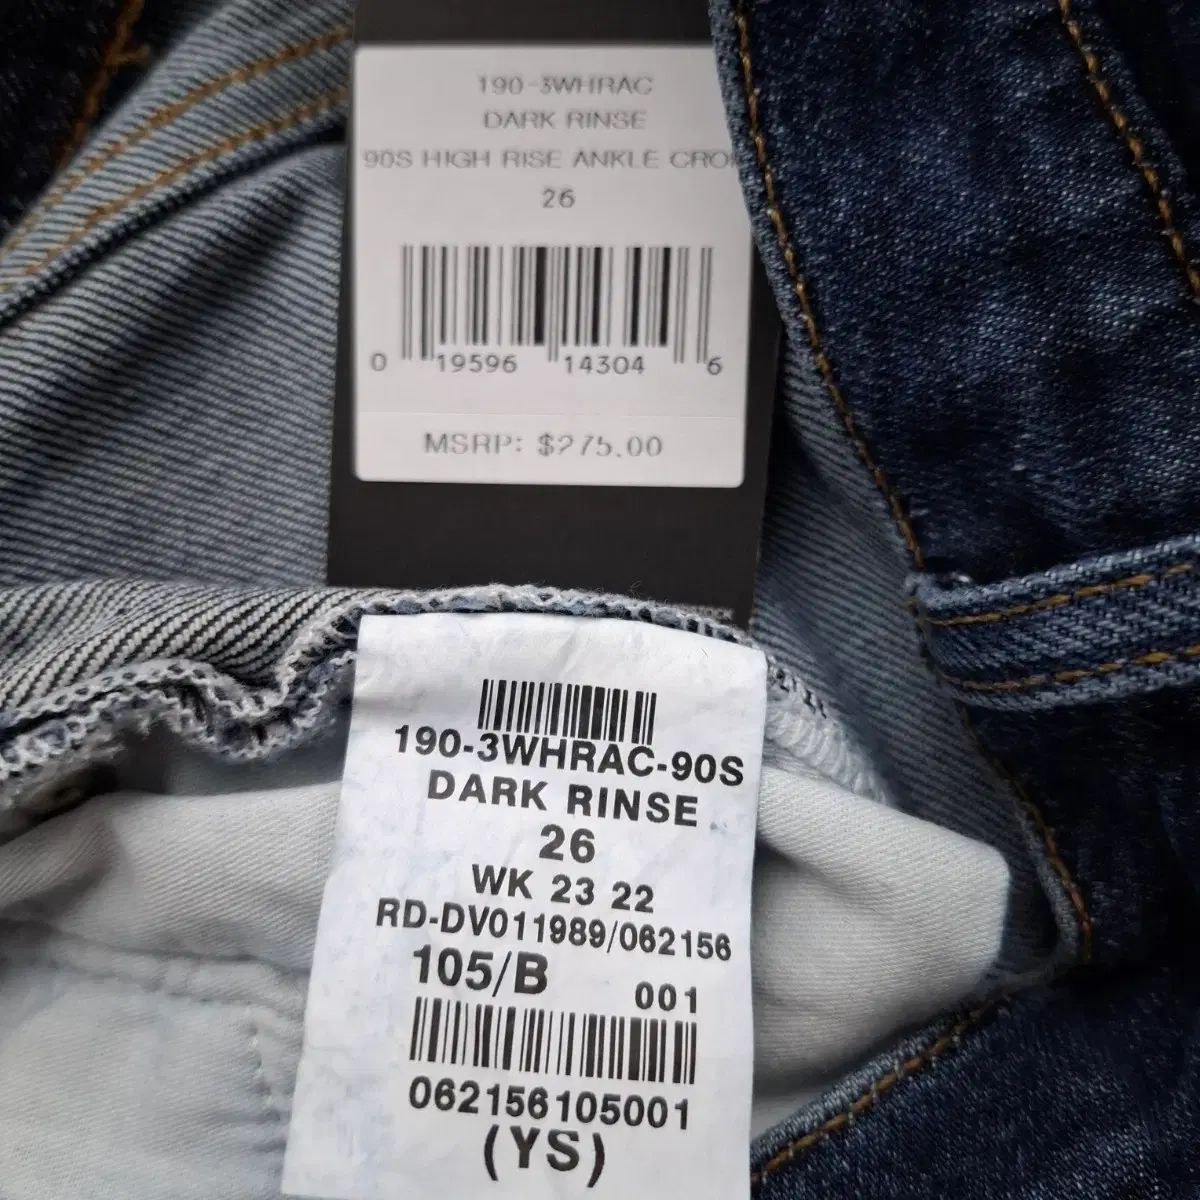 190-3WHRAC
DARK RINSE
90S HIGH RISE ANKLE CROP
26
0 19596 14304 6
MSRP: $275.00
190-3WHRAC-90S
DARK RINSE
26
WK 23 22
RD-DV011989/062156
105/B 001
062156105001
(YS)